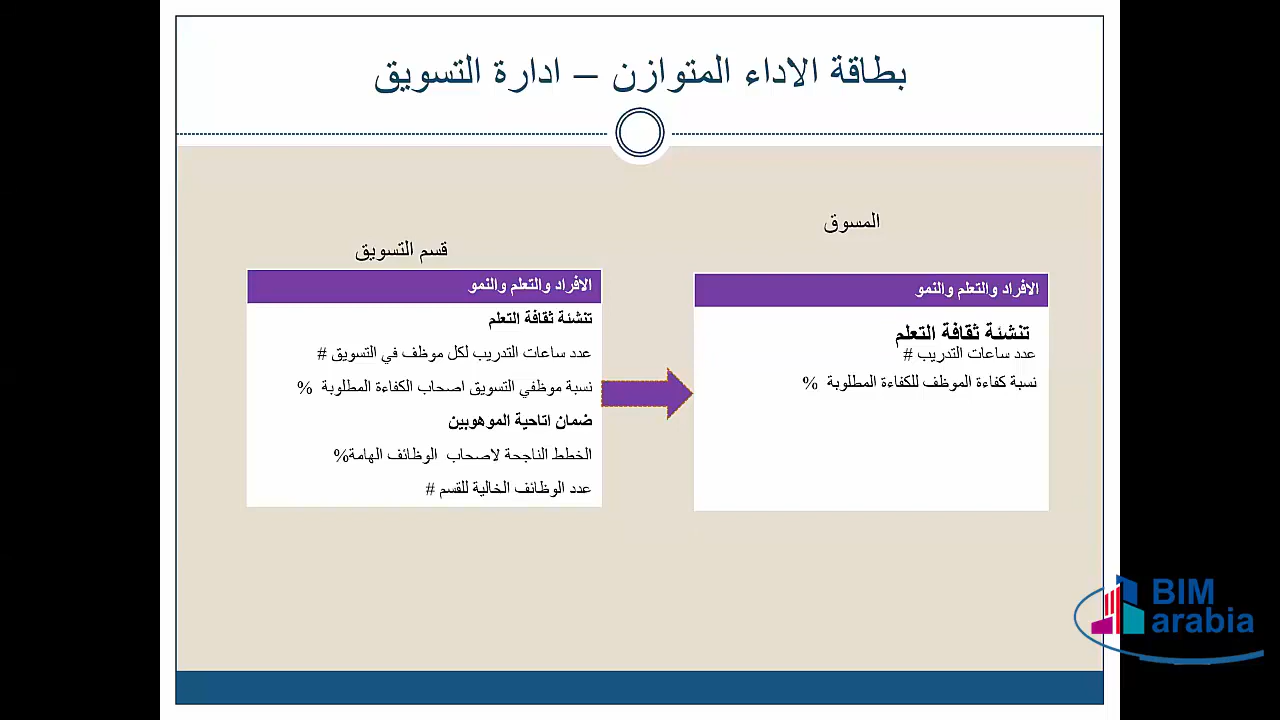 بطاقة الاداء المتوازن – ادارة التسويق
المسوق
الافراد والتعلم والنمو
تنشئة ثقافة التعلم
عدد ساعات التدريب #
نسبة كفاءة الموظف للكفاءة المطلوبة %
قسم التسويق
الافراد والتعلم والنمو
تنشئة ثقافة التعلم
عدد ساعات التدريب لكل موظف في التسويق #
نسبة موظفي التسويق اصحاب الكفاءة المطلوبة %
ضمان اتاحية الموهوبين
الخطط الناجحة لاصحاب الوظائف الهامة%
عدد الوظائف الخالية للقسم #
BIM
arabia